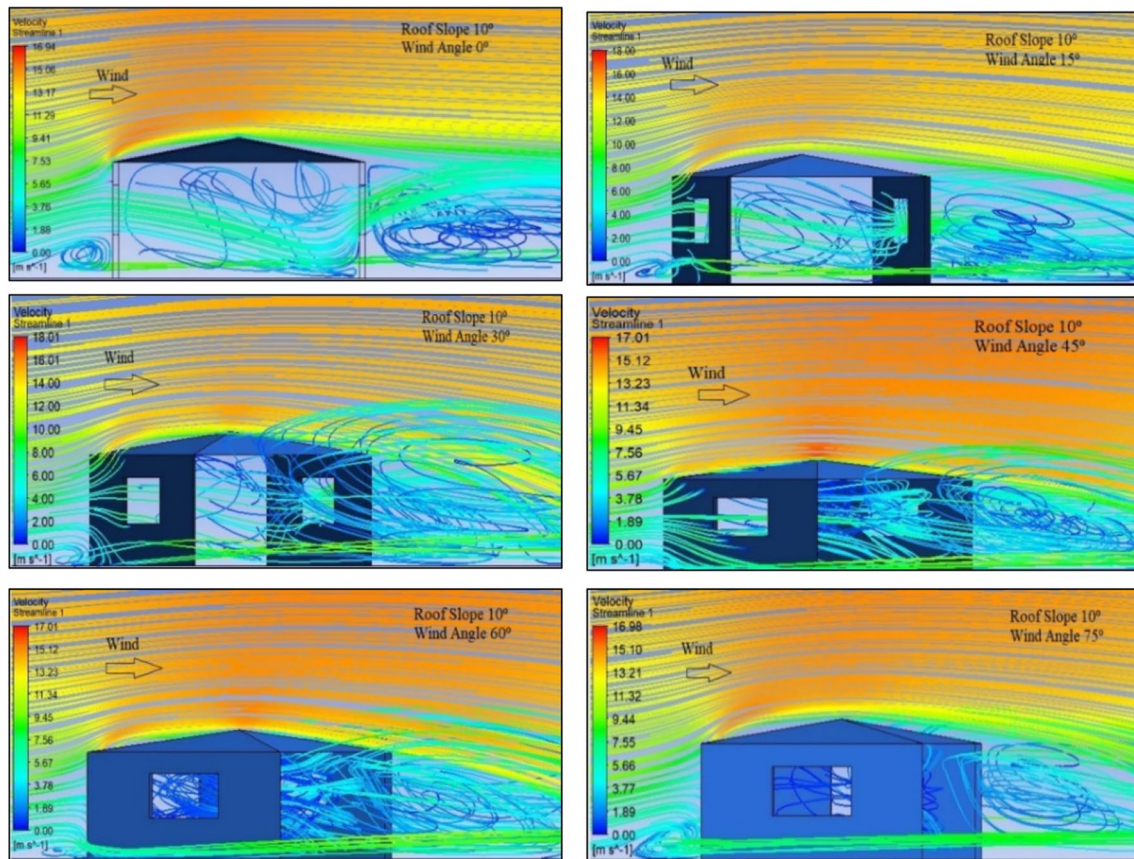 Velocity
Streamline 1
16.94
15.06
13.17
11.29
9.41
7.53
5.65
3.76
1.88
0.00
[m s^-1]
Wind
Roof Slope 10º
Wind Angle 0º
Velocity
Streamline 1
18.00
16.00
14.00
12.00
10.00
8.00
6.00
4.00
2.00
0.00
[m s^-1]
Wind
Roof Slope 10º
Wind Angle 15º
Velocity
Streamline 1
18.01
16.01
14.00
12.00
10.00
8.00
6.00
4.00
2.00
0.00
[m s^-1]
Wind
Roof Slope 10º
Wind Angle 30º
Velocity
Streamline 1
17.01
15.12
13.23
11.34
9.45
7.56
5.67
3.78
1.89
0.00
[m s^-1]
Wind
Roof Slope 10º
Wind Angle 45º
Velocity
Streamline 1
17.01
15.12
13.23
11.34
9.45
7.56
5.67
3.78
1.89
0.00
[m s^-1]
Wind
Roof Slope 10º
Wind Angle 60º
Velocity
Streamline 1
16.98
15.10
13.21
11.32
9.44
7.55
5.66
3.77
1.89
0.00
[m s^-1]
Wind
Roof Slope 10º
Wind Angle 75º